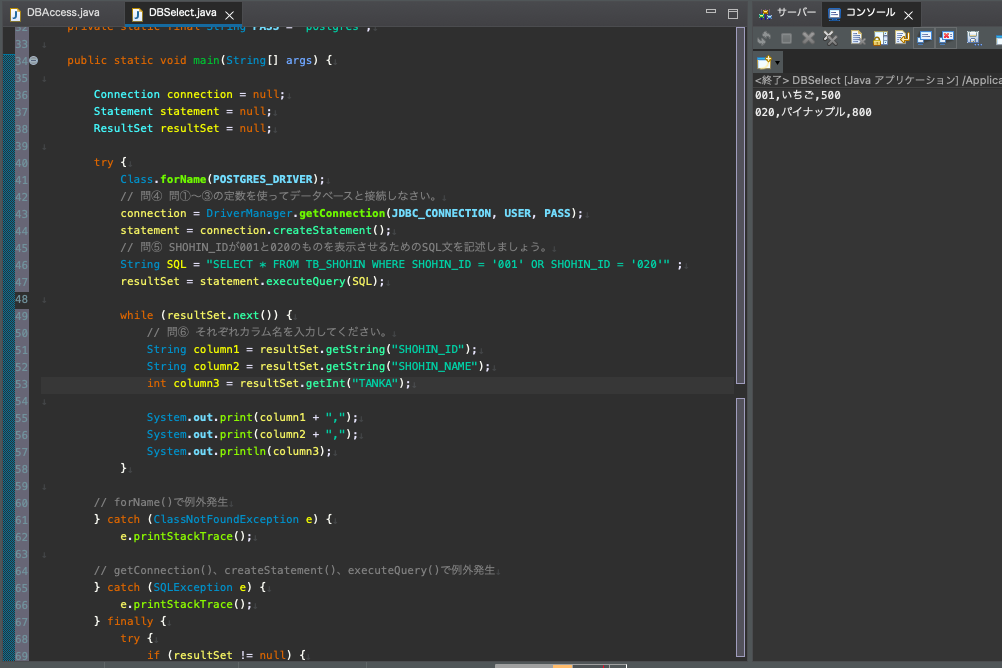 DBAccess.java
DBSelect.java
private static final String PASS = "postgres";
33
34 public static void main(String[] args) {
35
36 Connection connection = null;
37 Statement statement = null;
38 ResultSet resultSet = null;
39
40 try {
41 Class.forName(POSTGRES_DRIVER);
42 // 問④ 問①〜③の定数を使ってデータベースと接続しなさい。
43 connection = DriverManager.getConnection(JDBC_CONNECTION, USER, PASS);
44 statement = connection.createStatement();
45 // 問⑤ SHOHIN_IDが001と020のものを表示させるためのSQL文を記述しましょう。
46 String SQL = "SELECT * FROM TB_SHOHIN WHERE SHOHIN_ID = '001' OR SHOHIN_ID = '020'" ;
47 resultSet = statement.executeQuery(SQL);
48
49 while (resultSet.next()) {
50 // 問⑥ それぞれカラム名を入力してください。
51 String column1 = resultSet.getString("SHOHIN_ID");
52 String column2 = resultSet.getString("SHOHIN_NAME");
53 int column3 = resultSet.getInt("TANKA");
54
55 System.out.print(column1 + ",");
56 System.out.print(column2 + ",");
57 System.out.println(column3);
58 }
59
60 // forName()で例外発生
61 } catch (ClassNotFoundException e) {
62 e.printStackTrace();
63
64 // getConnection()、createStatement()、executeQuery()で例外発生
65 } catch (SQLException e) {
66 e.printStackTrace();
67 } finally {
68 try {
69 if (resultSet != null) {
サーバー
コンソール
<終了> DBSelect [Java アプリケーション] /Applica
001,いちご,500
020,パイナップル,800